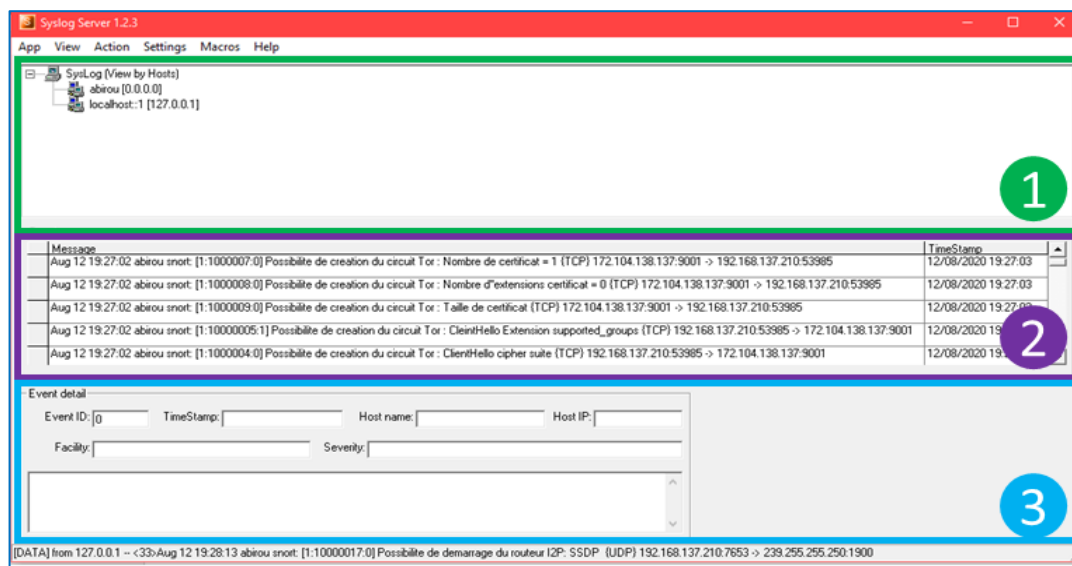 Syslog Server 1.2.3
App View Action Settings Macros Help
SysLog (View by Hosts)
abirou [0.0.0.0]
localhost::1 [127.0.0.1]
1
Message TimeStamp
Aug 12 19:27:02 abirou snort: [1:1000007:0] Possibilite de creation du circuit Tor : Nombre de certificat = 1 {TCP} 172.104.138.137:9001 -> 192.168.137.210:53985 12/08/2020 19:27:03
Aug 12 19:27:02 abirou snort: [1:1000008:0] Possibilite de creation du circuit Tor : Nombre d"extensions certificat = 0 {TCP} 172.104.138.137:9001 -> 192.168.137.210:53985 12/08/2020 19:27:03
Aug 12 19:27:02 abirou snort: [1:1000009:0] Possibilite de creation du circuit Tor : Taille de certificat {TCP} 172.104.138.137:9001 -> 192.168.137.210:53985 12/08/2020
Aug 12 19:27:02 abirou snort: [1:10000005:1] Possibilite de creation du circuit Tor : CleintHello Extension supported_groups {TCP} 192.168.137.210:53985 -> 172.104.138.137:9001 12/08/2020
Aug 12 19:27:02 abirou snort: [1:1000004:0] Possibilite de creation du circuit Tor : ClientHello cipher suite {TCP} 192.168.137.210:53985 -> 172.104.138.137:9001 12/08/2020
2
Event detail
Event ID: 0 TimeStamp: Host name: Host IP:
Facility: Severity:
3
[DATA] from 127.0.0.1 -- <33>Aug 12 19:28:13 abirou snort: [1:10000017:0] Possibilite de demarrage du routeur I2P: SSDP {UDP} 192.168.137.210:7653 -> 239.255.255.250:1900